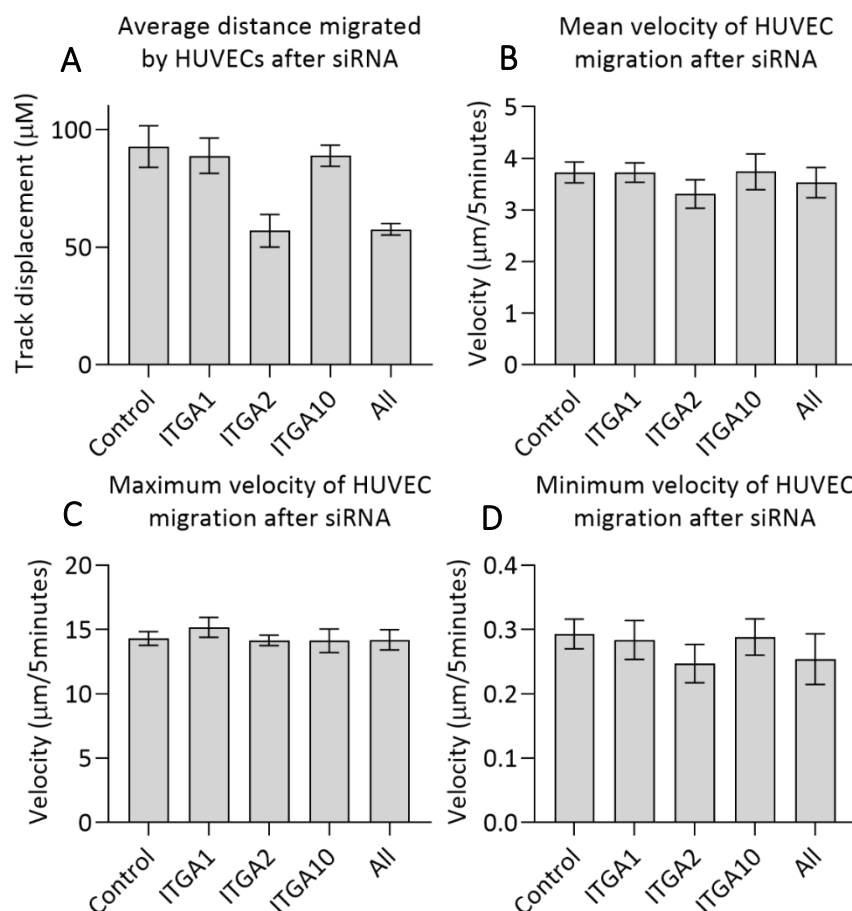 A
Average distance migrated
by HUVECs after siRNA
Track displacement (μM)
100
50
0
Control
ITGA1
ITGA2
ITGA10
All
B
Mean velocity of HUVEC
migration after siRNA
Velocity (μm/5minutes)
5
4
3
2
1
0
Control
ITGA1
ITGA2
ITGA10
All
C
Maximum velocity of HUVEC
migration after siRNA
Velocity (μm/5minutes)
20
15
10
5
0
Control
ITGA1
ITGA2
ITGA10
All
D
Minimum velocity of HUVEC
migration after siRNA
Velocity (μm/5minutes)
0.4
0.3
0.2
0.1
0.0
Control
ITGA1
ITGA2
ITGA10
All